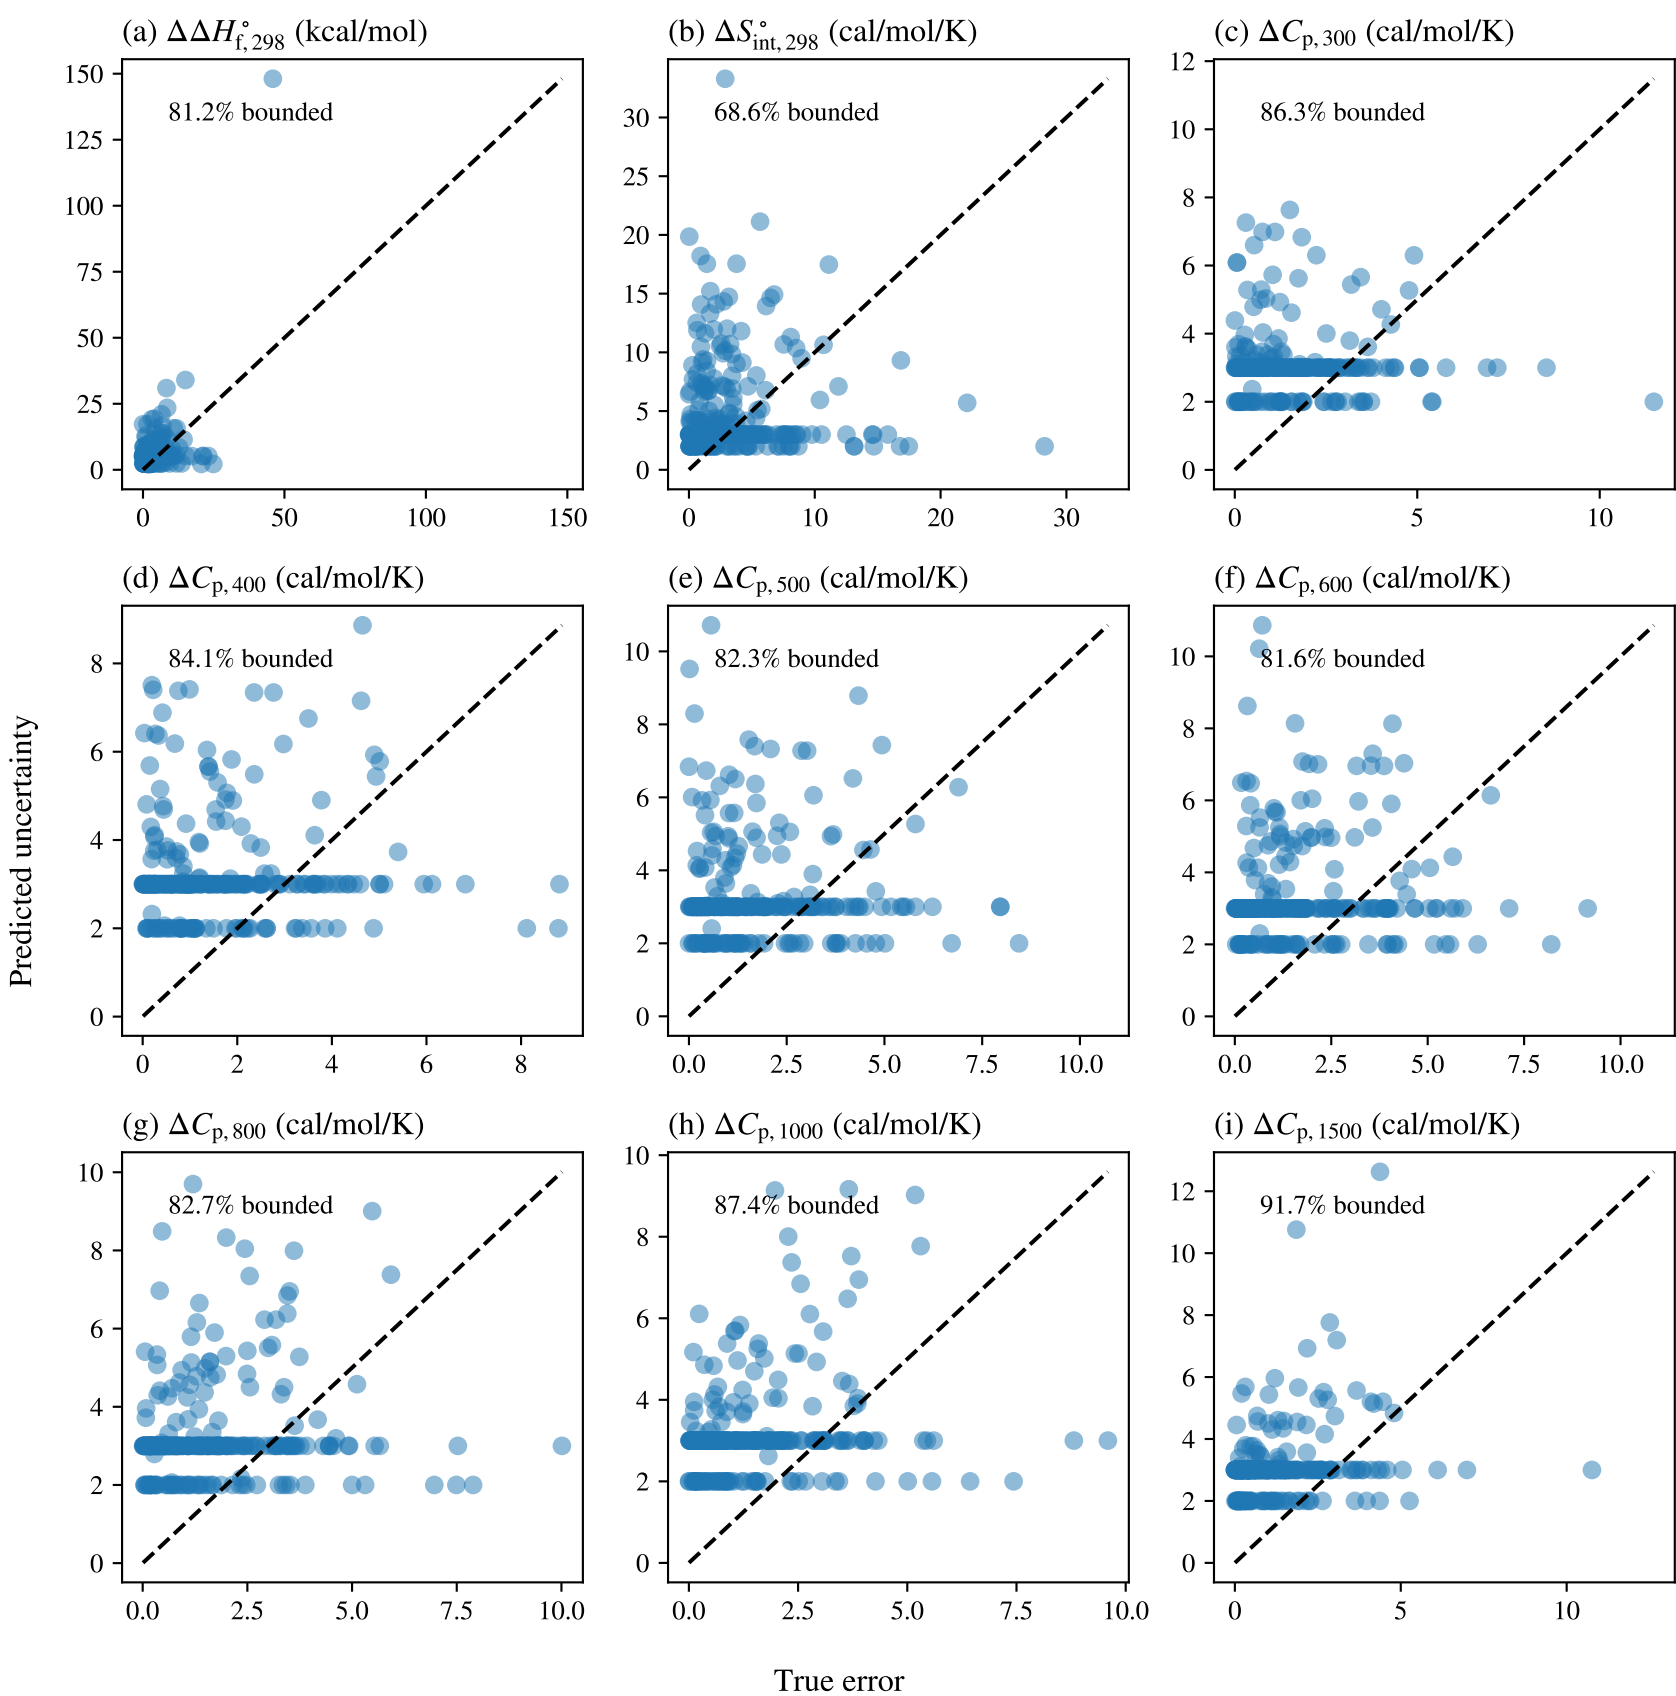 (a) ΔΔH°f, 298 (kcal/mol)
150
125
100
75
50
25
0
81.2% bounded
0 50 100 150
(b) ΔS°int, 298 (cal/mol/K)
30
25
20
15
10
5
0
68.6% bounded
0 10 20 30
(c) ΔCp, 300 (cal/mol/K)
12
10
8
6
4
2
0
86.3% bounded
0 5 10
Predicted uncertainty
(d) ΔCp, 400 (cal/mol/K)
8
6
4
2
0
84.1% bounded
0 2 4 6 8
(e) ΔCp, 500 (cal/mol/K)
10
8
6
4
2
0
82.3% bounded
0.0 2.5 5.0 7.5 10.0
(f) ΔCp, 600 (cal/mol/K)
10
8
6
4
2
0
81.6% bounded
0.0 2.5 5.0 7.5 10.0
(g) ΔCp, 800 (cal/mol/K)
10
8
6
4
2
0
82.7% bounded
0.0 2.5 5.0 7.5 10.0
(h) ΔCp, 1000 (cal/mol/K)
10
8
6
4
2
0
87.4% bounded
0.0 2.5 5.0 7.5 10.0
(i) ΔCp, 1500 (cal/mol/K)
12
10
8
6
4
2
0
91.7% bounded
0 5 10
True error